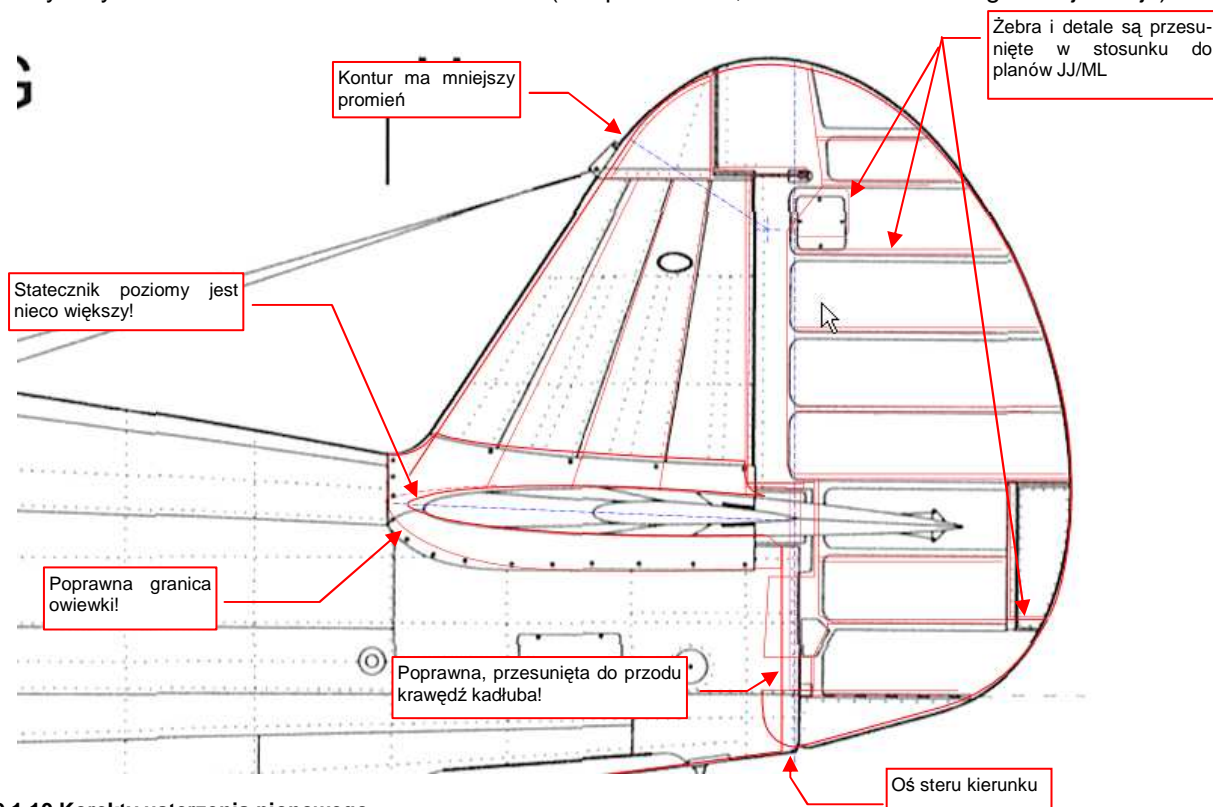 Żebra i detale są przesu-
nięte w stosunku do
planów JJ/ML
Kontur ma mniejszy
promień
Statecznik poziomy jest
nieco większy!
Poprawna granica
owiewki!
Poprawna, przesunięta do przodu
krawędź kadłuba!
Oś steru kierunku